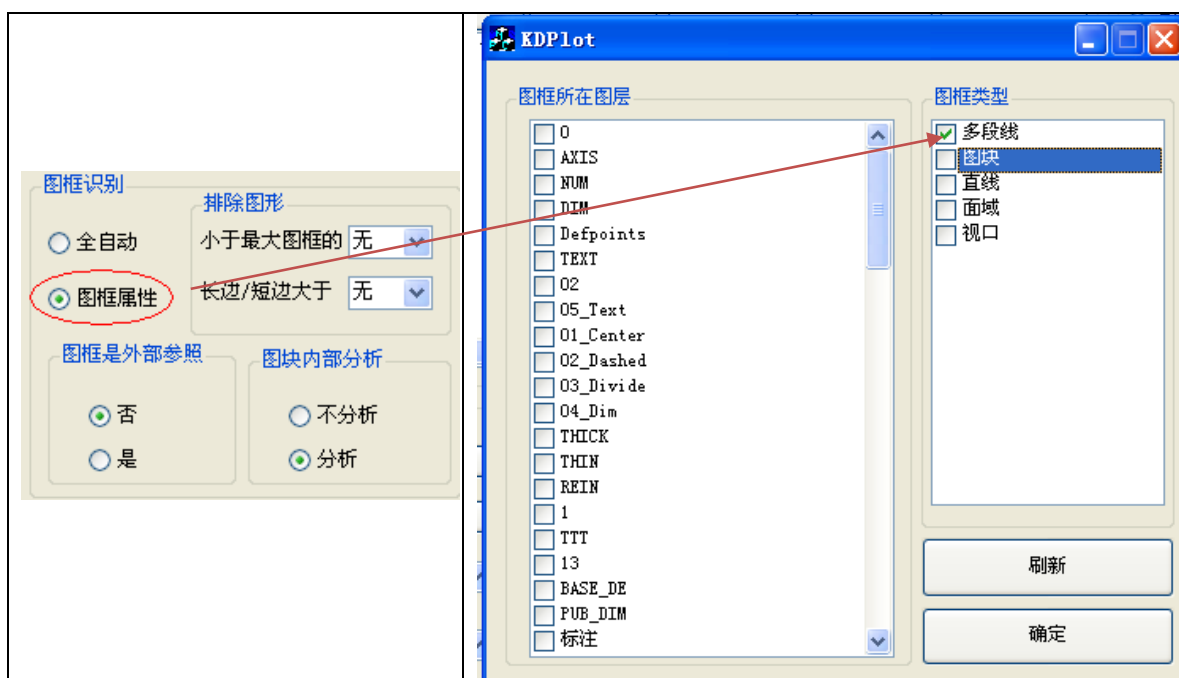 图框识别
排除图形
全自动
小于最大图框的 无
图框属性
长边/短边大于 无
图框是外部参照
图块内部分析
否
不分析
是
分析
KDPlot
图框所在图层
0
AXIS
NUM
DIM
Defpoints
TEXT
02
05_Text
01_Center
02_Dashed
03_Divide
04_Dim
THICK
THIN
REIN
1
TTT
13
BASE_DE
PUB_DIM
标注
图框类型
多段线
图块
直线
面域
视口
刷新
确定